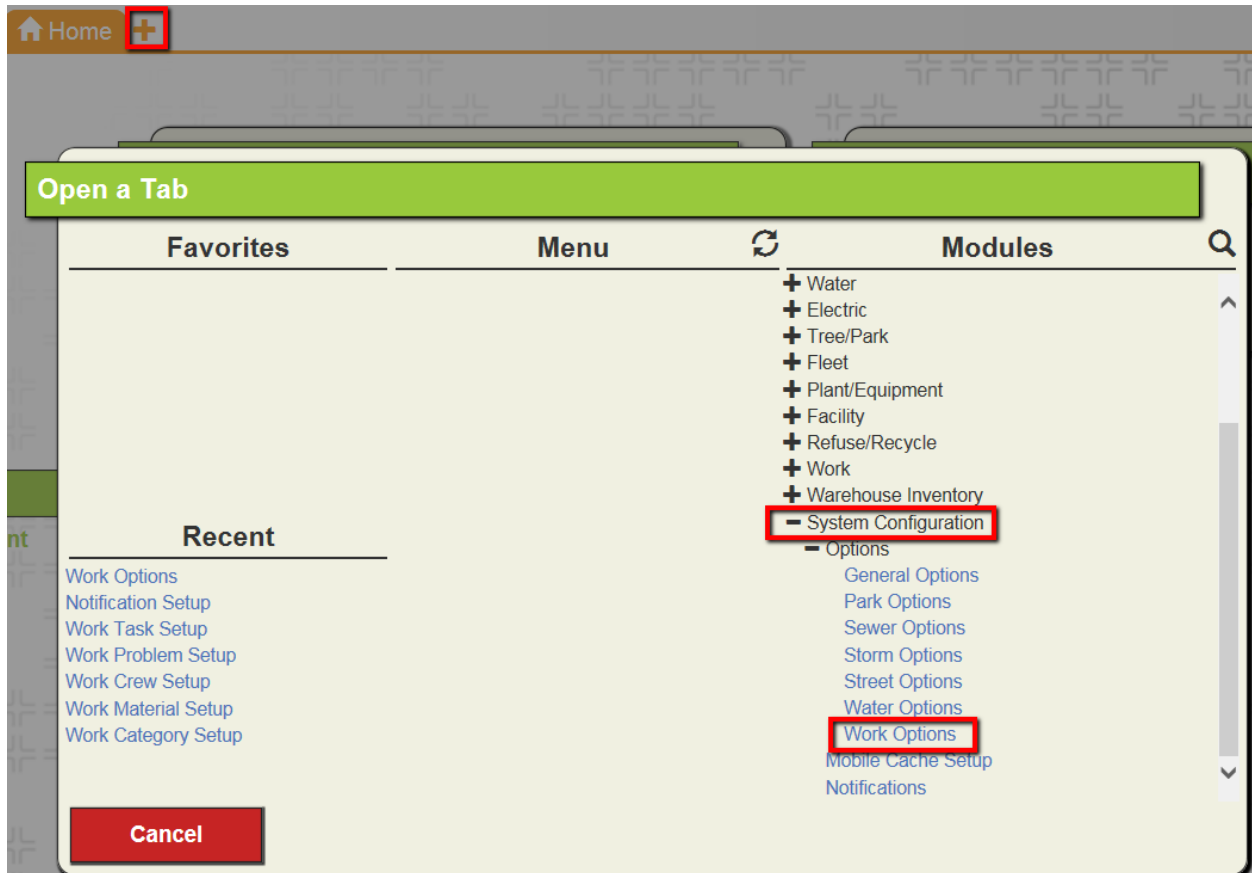 Home
Open a Tab
Favorites
Menu
Modules
Water
Electric
Tree/Park
Fleet
Plant/Equipment
Facility
Refuse/Recycle
Work
Warehouse Inventory
System Configuration
Options
General Options
Park Options
Sewer Options
Storm Options
Street Options
Water Options
Work Options
Mobile Cache Setup
Notifications
nt
Recent
Work Options
Notification Setup
Work Task Setup
Work Problem Setup
Work Crew Setup
Work Material Setup
Work Category Setup
Cancel